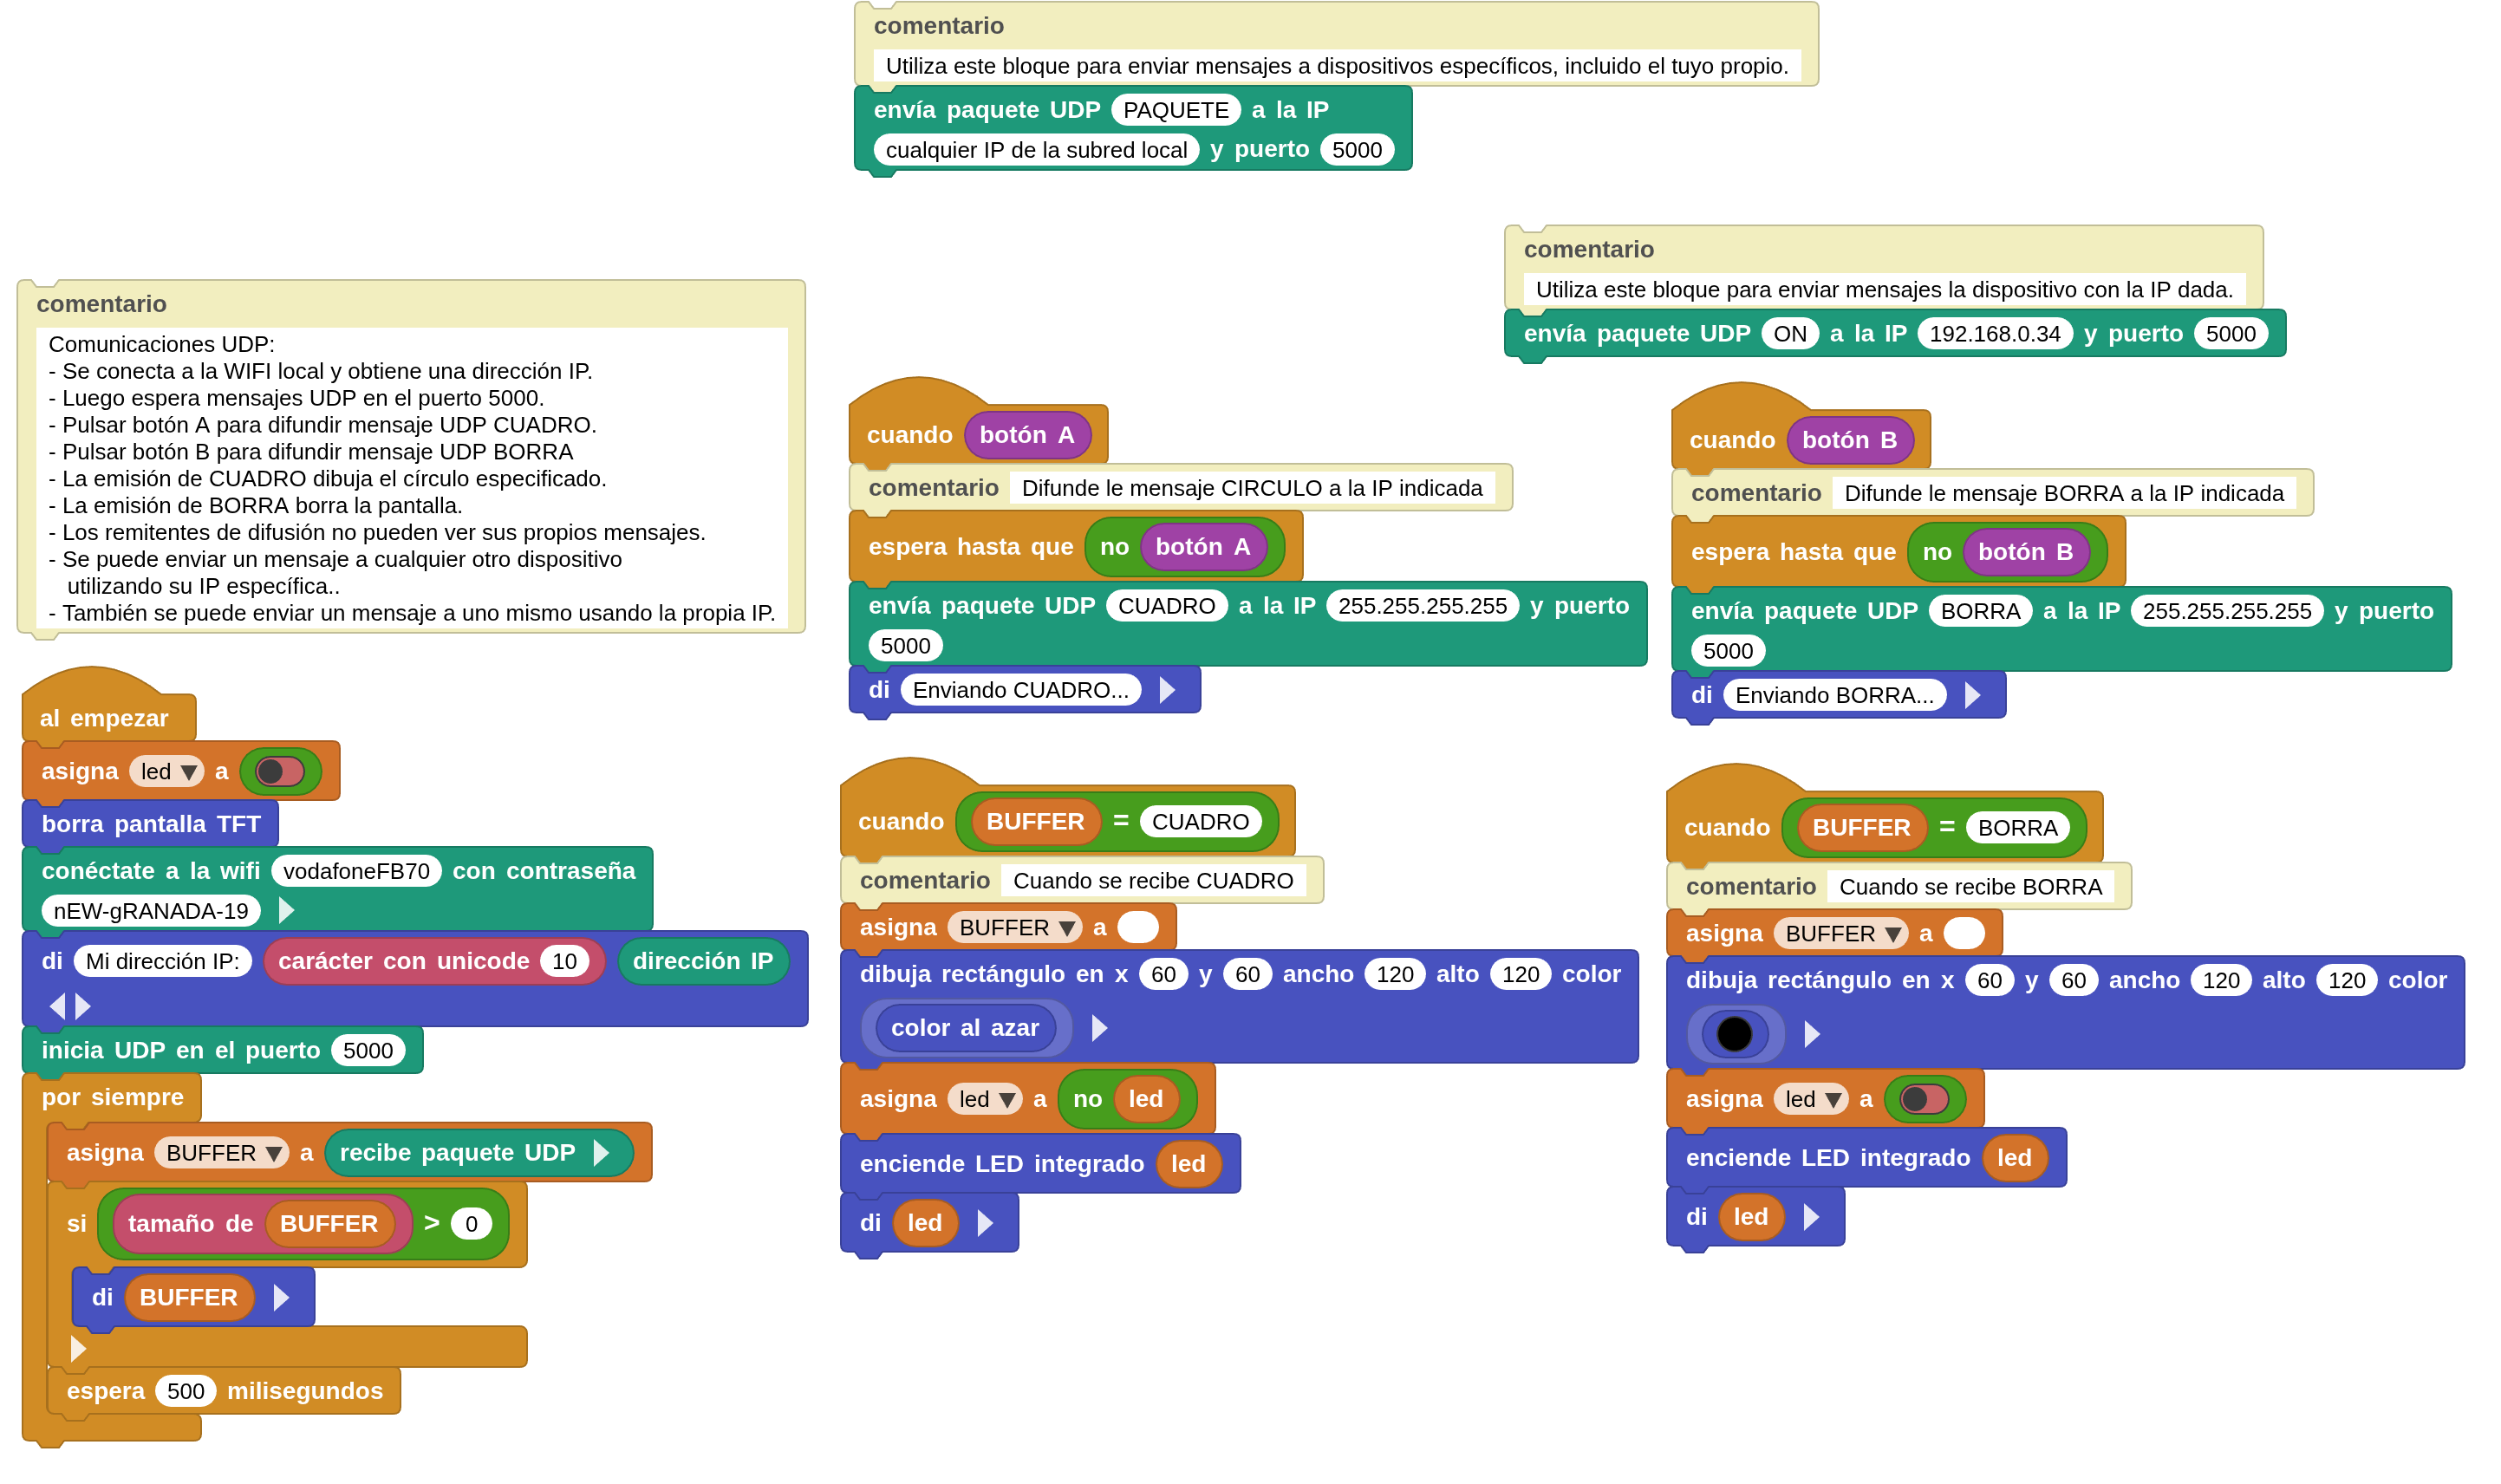 comentario
Utiliza este bloque para enviar mensajes a dispositivos específicos, incluido el tuyo propio.
envía paquete UDP PAQUETE a la IP
cualquier IP de la subred local y puerto 5000
comentario
Utiliza este bloque para enviar mensajes la dispositivo con la IP dada.
envía paquete UDP ON a la IP 192.168.0.34 y puerto 5000
comentario
Comunicaciones UDP:
- Se conecta a la WIFI local y obtiene una dirección IP.
- Luego espera mensajes UDP en el puerto 5000.
- Pulsar botón A para difundir mensaje UDP CUADRO.
- Pulsar botón B para difundir mensaje UDP BORRA
- La emisión de CUADRO dibuja el círculo especificado.
- La emisión de BORRA borra la pantalla.
- Los remitentes de difusión no pueden ver sus propios mensajes.
- Se puede enviar un mensaje a cualquier otro dispositivo
utilizando su IP específica..
- También se puede enviar un mensaje a uno mismo usando la propia IP.
al empezar
asigna led a
borra pantalla TFT
conéctate a la wifi vodafoneFB70 con contraseña
nEW-gRANADA-19
di Mi dirección IP: carácter con unicode 10 dirección IP
inicia UDP en el puerto 5000
por siempre
asigna BUFFER a recibe paquete UDP
si tamaño de BUFFER > 0
di BUFFER
espera 500 milisegundos
cuando botón A
comentario Difunde le mensaje CIRCULO a la IP indicada
espera hasta que no botón A
envía paquete UDP CUADRO a la IP 255.255.255.255 y puerto
5000
di Enviando CUADRO...
cuando botón B
comentario Difunde le mensaje BORRA a la IP indicada
espera hasta que no botón B
envía paquete UDP BORRA a la IP 255.255.255.255 y puerto
5000
di Enviando BORRA...
cuando BUFFER = CUADRO
comentario Cuando se recibe CUADRO
asigna BUFFER a
dibuja rectángulo en x 60 y 60 ancho 120 alto 120 color
color al azar
asigna led a no led
enciende LED integrado led
di led
cuando BUFFER = BORRA
comentario Cuando se recibe BORRA
asigna BUFFER a
dibuja rectángulo en x 60 y 60 ancho 120 alto 120 color
asigna led a
enciende LED integrado led
di led